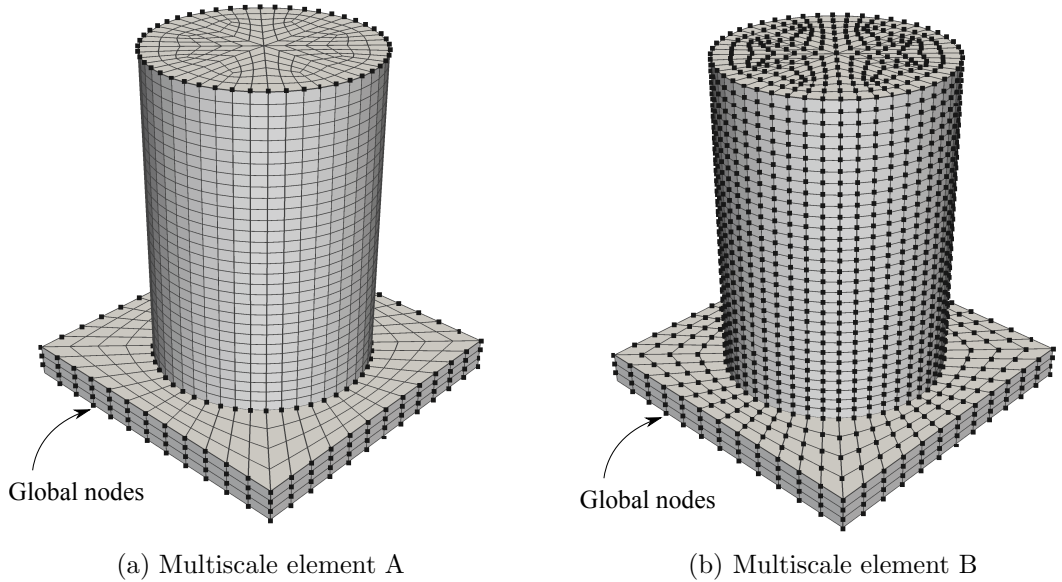 Global nodes
Global nodes
(a) Multiscale element A
(b) Multiscale element B